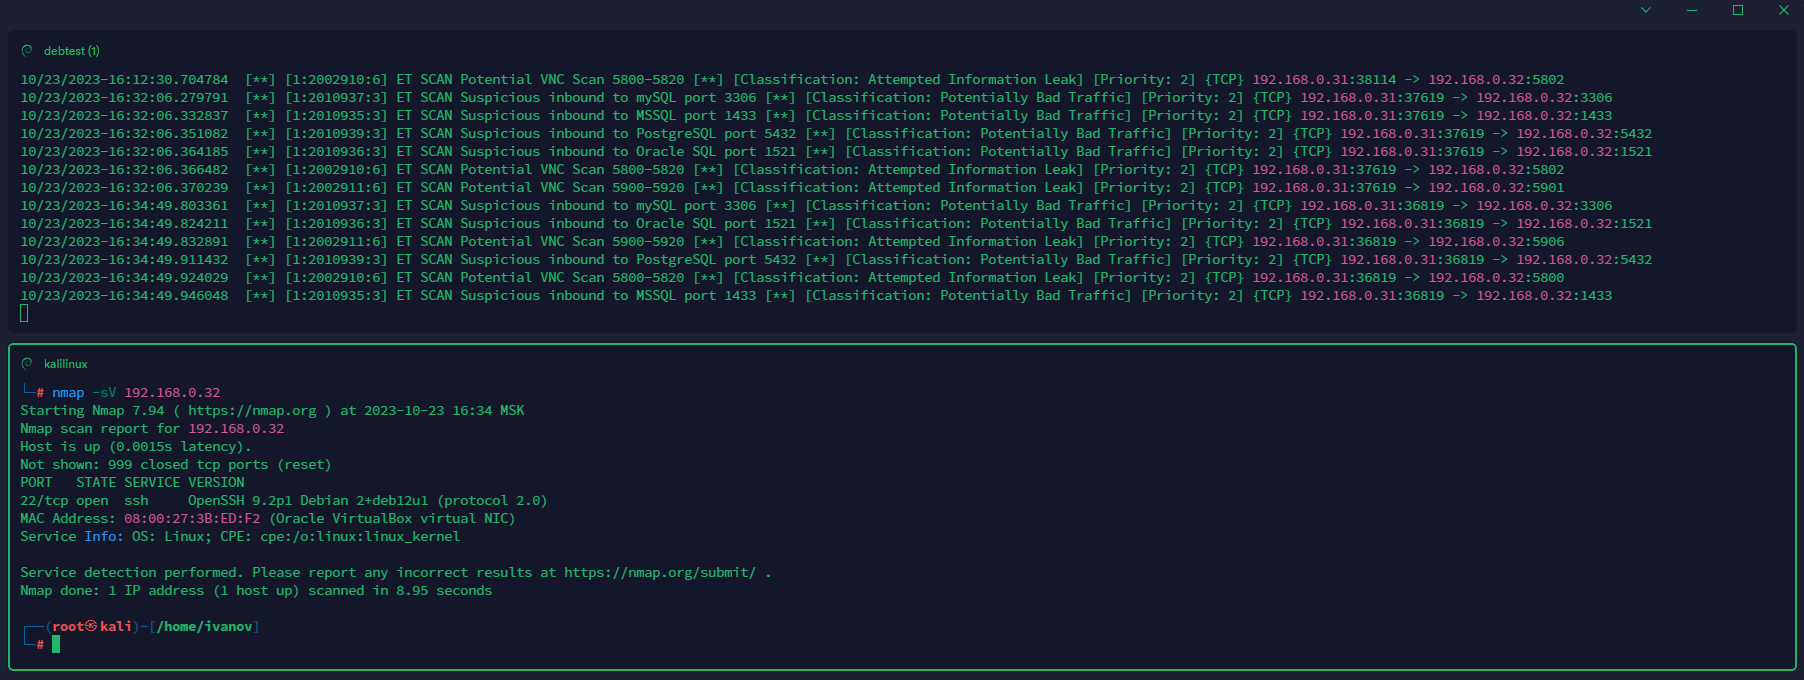 debtest (1)
10/23/2023-16:12:30.704784  [**] [1:2002910:6] ET SCAN Potential VNC Scan 5800-5820 [**] [Classification: Attempted Information Leak] [Priority: 2] {TCP} 192.168.0.31:38114 -> 192.168.0.32:5802
10/23/2023-16:32:06.279791  [**] [1:2010937:3] ET SCAN Suspicious inbound to mySQL port 3306 [**] [Classification: Potentially Bad Traffic] [Priority: 2] {TCP} 192.168.0.31:37619 -> 192.168.0.32:3306
10/23/2023-16:32:06.332837  [**] [1:2010935:3] ET SCAN Suspicious inbound to MSSQL port 1433 [**] [Classification: Potentially Bad Traffic] [Priority: 2] {TCP} 192.168.0.31:37619 -> 192.168.0.32:1433
10/23/2023-16:32:06.351082  [**] [1:2010939:3] ET SCAN Suspicious inbound to PostgreSQL port 5432 [**] [Classification: Potentially Bad Traffic] [Priority: 2] {TCP} 192.168.0.31:37619 -> 192.168.0.32:5432
10/23/2023-16:32:06.364185  [**] [1:2010936:3] ET SCAN Suspicious inbound to Oracle SQL port 1521 [**] [Classification: Potentially Bad Traffic] [Priority: 2] {TCP} 192.168.0.31:37619 -> 192.168.0.32:1521
10/23/2023-16:32:06.366482  [**] [1:2002910:6] ET SCAN Potential VNC Scan 5800-5820 [**] [Classification: Attempted Information Leak] [Priority: 2] {TCP} 192.168.0.31:37619 -> 192.168.0.32:5802
10/23/2023-16:32:06.370239  [**] [1:2002911:6] ET SCAN Potential VNC Scan 5900-5920 [**] [Classification: Attempted Information Leak] [Priority: 2] {TCP} 192.168.0.31:37619 -> 192.168.0.32:5901
10/23/2023-16:34:49.803361  [**] [1:2010937:3] ET SCAN Suspicious inbound to mySQL port 3306 [**] [Classification: Potentially Bad Traffic] [Priority: 2] {TCP} 192.168.0.31:36819 -> 192.168.0.32:3306
10/23/2023-16:34:49.824211  [**] [1:2010936:3] ET SCAN Suspicious inbound to Oracle SQL port 1521 [**] [Classification: Potentially Bad Traffic] [Priority: 2] {TCP} 192.168.0.31:36819 -> 192.168.0.32:1521
10/23/2023-16:34:49.832891  [**] [1:2002911:6] ET SCAN Potential VNC Scan 5900-5920 [**] [Classification: Attempted Information Leak] [Priority: 2] {TCP} 192.168.0.31:36819 -> 192.168.0.32:5906
10/23/2023-16:34:49.911432  [**] [1:2010939:3] ET SCAN Suspicious inbound to PostgreSQL port 5432 [**] [Classification: Potentially Bad Traffic] [Priority: 2] {TCP} 192.168.0.31:36819 -> 192.168.0.32:5432
10/23/2023-16:34:49.924029  [**] [1:2002910:6] ET SCAN Potential VNC Scan 5800-5820 [**] [Classification: Attempted Information Leak] [Priority: 2] {TCP} 192.168.0.31:36819 -> 192.168.0.32:5800
10/23/2023-16:34:49.946048  [**] [1:2010935:3] ET SCAN Suspicious inbound to MSSQL port 1433 [**] [Classification: Potentially Bad Traffic] [Priority: 2] {TCP} 192.168.0.31:36819 -> 192.168.0.32:1433
kalilinux
└─# nmap -sV 192.168.0.32
Starting Nmap 7.94 ( https://nmap.org ) at 2023-10-23 16:34 MSK
Nmap scan report for 192.168.0.32
Host is up (0.0015s latency).
Not shown: 999 closed tcp ports (reset)
PORT   STATE SERVICE VERSION
22/tcp open  ssh     OpenSSH 9.2p1 Debian 2+deb12u1 (protocol 2.0)
MAC Address: 08:00:27:3B:ED:F2 (Oracle VirtualBox virtual NIC)
Service Info: OS: Linux; CPE: cpe:/o:linux:linux_kernel
Service detection performed. Please report any incorrect results at https://nmap.org/submit/ .
Nmap done: 1 IP address (1 host up) scanned in 8.95 seconds
┌──(root㉿kali)-[/home/ivanov]
└─#